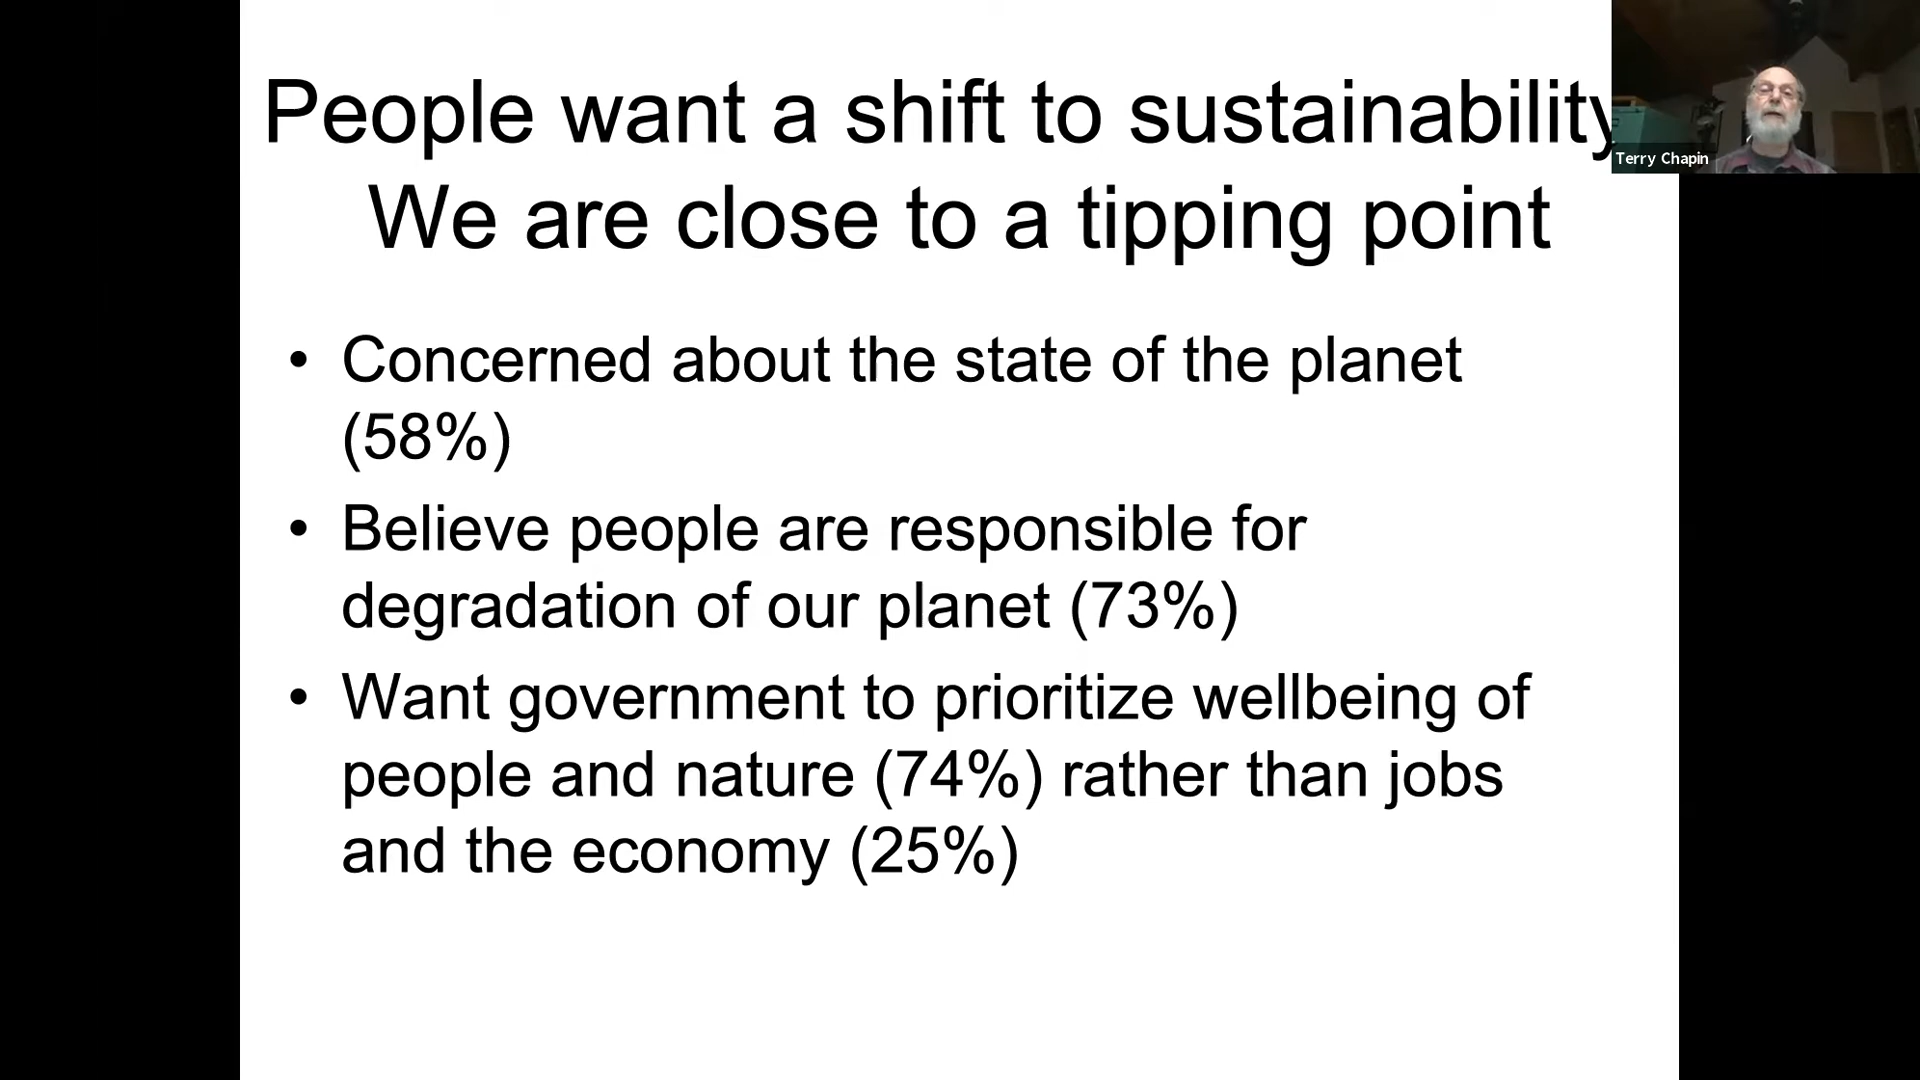 People want a shift to sustainability
We are close to a tipping point
• Concerned about the state of the planet
(58%)
• Believe people are responsible for
degradation of our planet (73%)
• Want government to prioritize wellbeing of
people and nature (74%) rather than jobs
and the economy (25%)
Terry Chapin